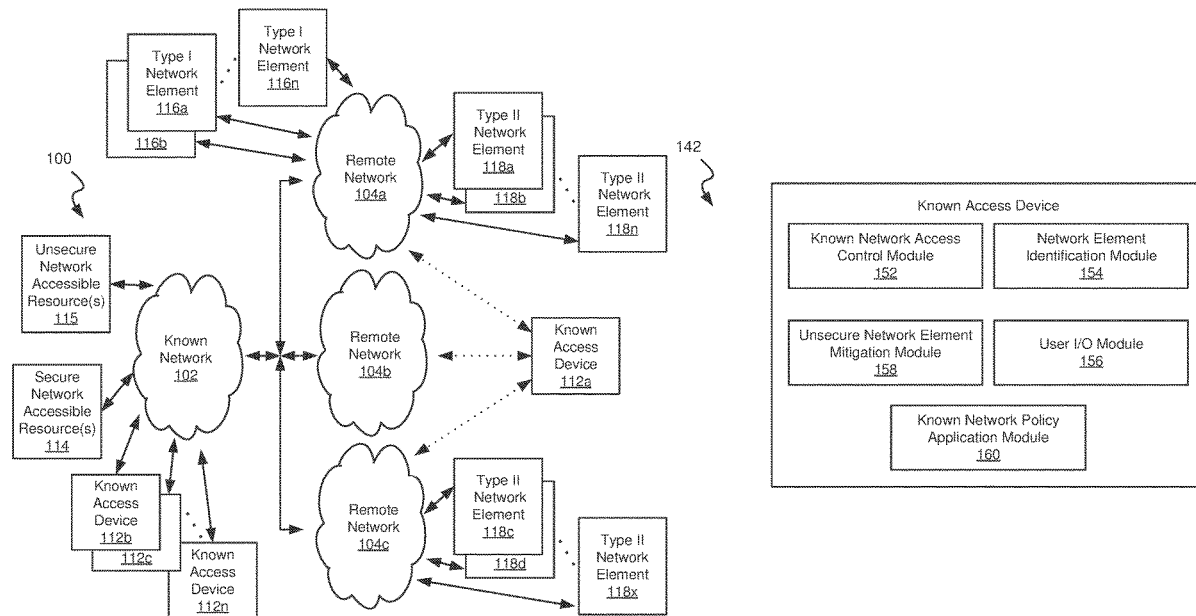 Type I
Network
Element
116n
Type I
Network
Element
116a
116b
Type II
Network
Element
118a
118b
Type II
Network
Element
118n
Remote
Network
104a
100
142
Unsecure
Network
Accessible
Resource(s)
115
Known
Network
102
Secure
Network
Accessible
Resource(s)
114
Remote
Network
104b
Known
Access
Device
112a
Known
Access
Device
112b
112c
Known
Access
Device
112n
Remote
Network
104c
Type II
Network
Element
118c
118d
Type II
Network
Element
118x
Known Access Device
Known Network Access
Control Module
152
Network Element
Identification Module
154
Unsecure Network Element
Mitigation Module
158
User I/O Module
156
Known Network Policy
Application Module
160